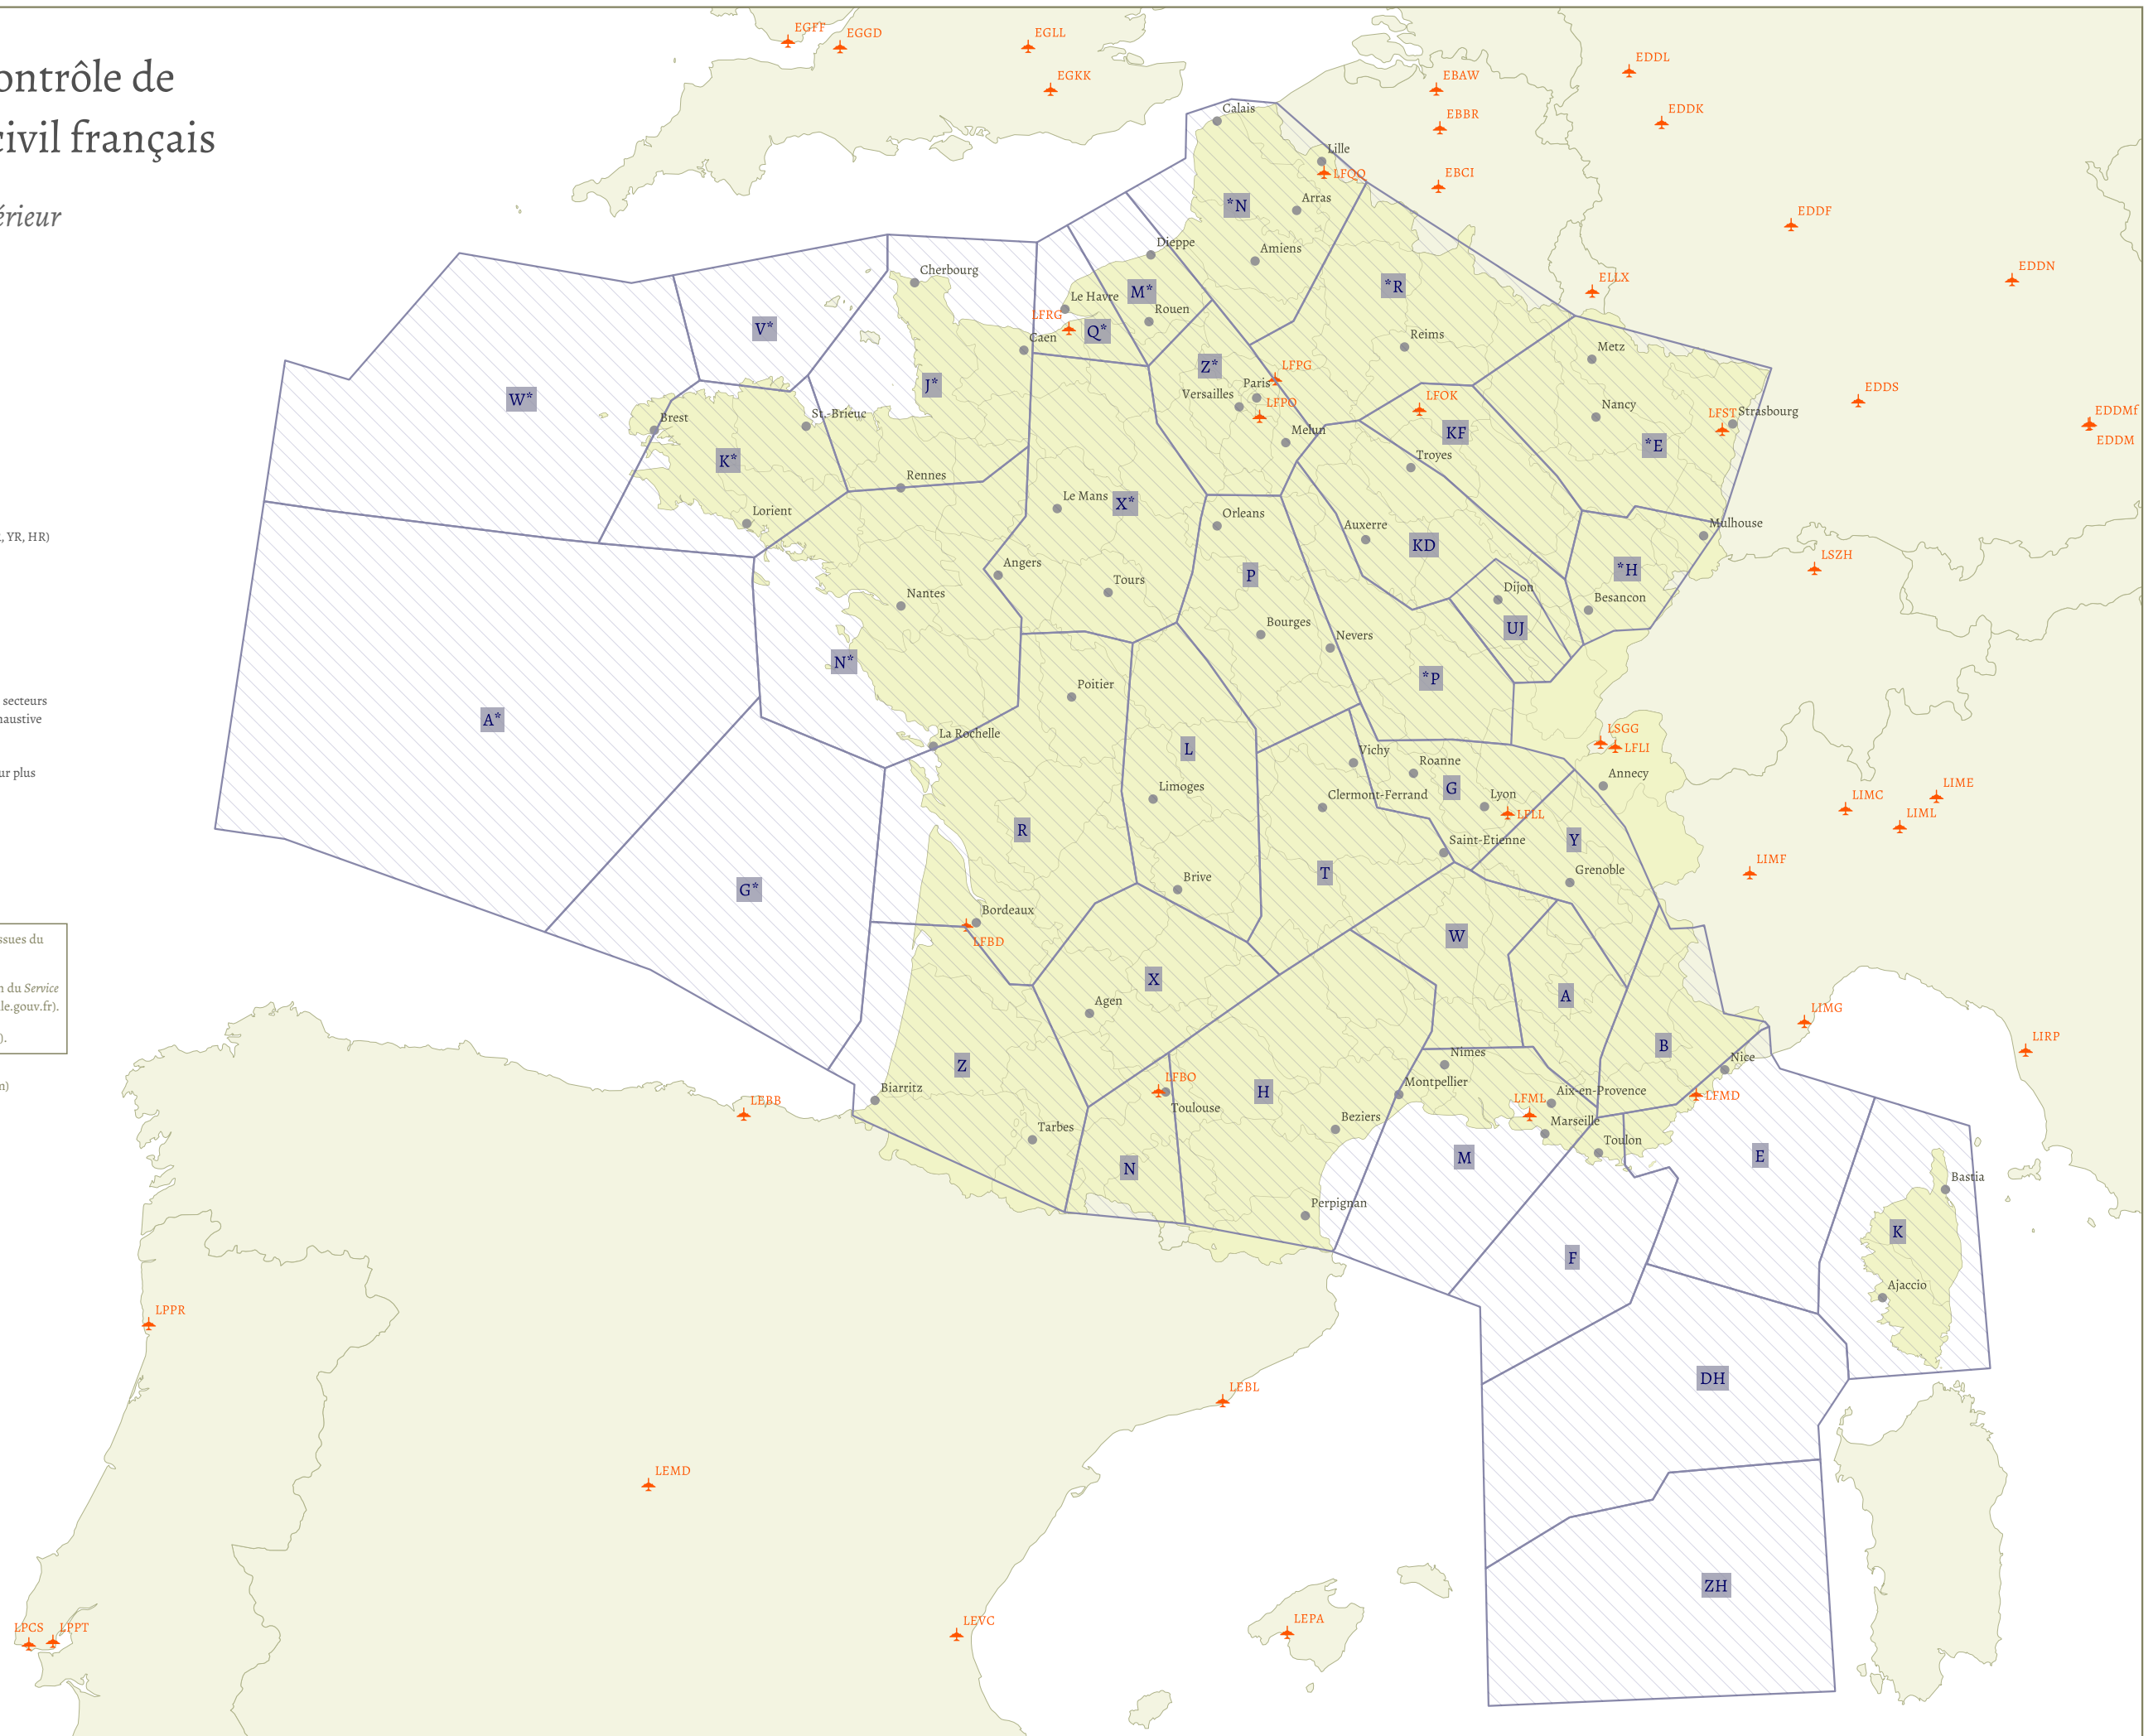 ontrôle de
civil français
érieur
, YR, HR)
secteurs
haustive
ur plus
ssues du
n du Service
le.gouv.fr).
).
n)
EGFF
EGGD
EGLL
EGKK
EBAW
EBBR
EBCI
EDDL
EDDK
EDDF
EDDN
ELLX
EDDS
EDDMf
EDDM
Calais
Lille
LFQQ
*N
Arras
Amiens
Dieppe
*R
M*
Le Havre
Rouen
LFRG
Q*
Caen
Cherbourg
V*
J*
W*
Z*
Reims
Metz
LFPG
Paris
Versailles
LFPO
Melun
LFOK
KF
Nancy
LFST
Strasbourg
*E
Brest
St.-Brieuc
K*
Troyes
Rennes
Le Mans
X*
Lorient
Orleans
Auxerre
KD
Mulhouse
*H
LSZH
Angers
Tours
P
Nantes
Dijon
Besancon
UJ
Bourges
Nevers
N*
*P
Poitier
A*
La Rochelle
L
Vichy
Roanne
LSGG
LFLI
Annecy
Limoges
Clermont-Ferrand
G
Lyon
LFLL
LIMC
LIME
LIML
R
Saint-Etienne
Y
LIMF
G*
Brive
T
Grenoble
Bordeaux
LFBD
W
X
A
Agen
LIMG
B
LIRP
Z
Nimes
Nice
LFBO
Toulouse
H
Montpellier
Aix-en-Provence
LFMD
LFML
Biarritz
LEBB
Beziers
Marseille
Tarbes
Toulon
N
M
E
Bastia
Perpignan
K
F
Ajaccio
LPPR
DH
LEBL
LEMD
ZH
LPCS
LPPT
LEVC
LEPA